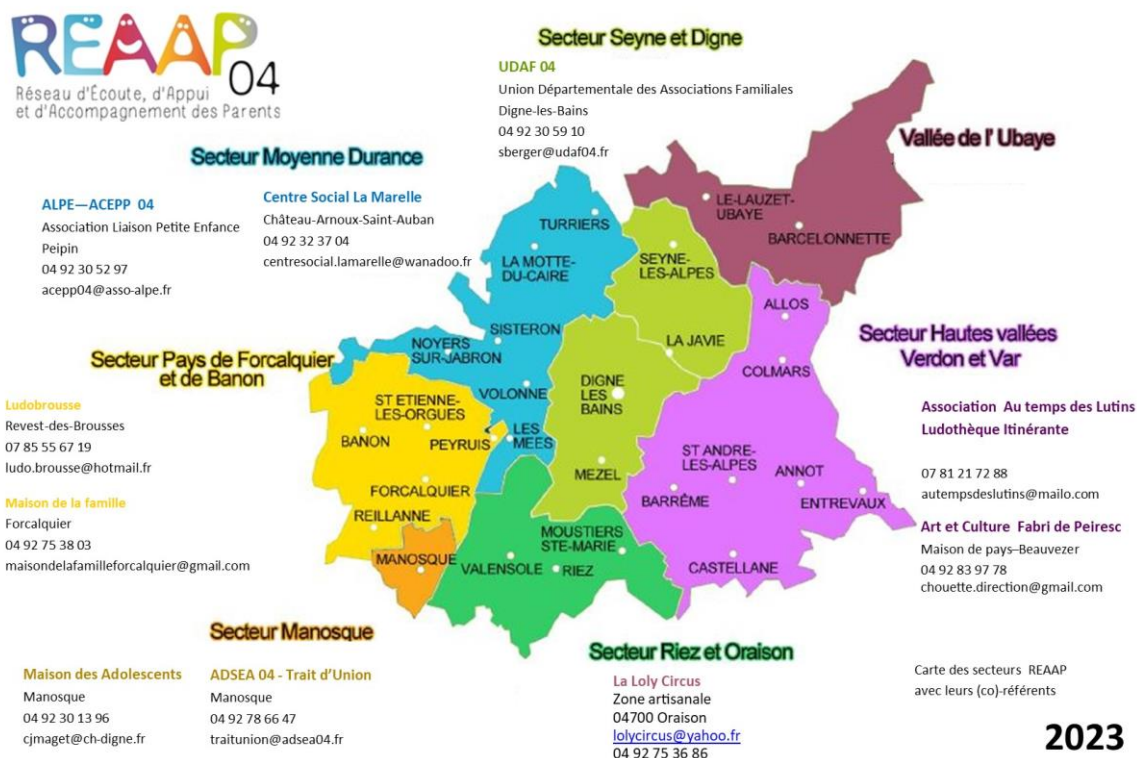 REAAP 04
Réseau d'Écoute, d'Appui
et d'Accompagnement des Parents
Secteur Seyne et Digne
UDAF 04
Union Départementale des Associations Familiales
Digne-les-Bains
04 92 30 59 10
sberger@udaf04.fr
Secteur Moyenne Durance
ALPE—ACEPP 04
Association Liaison Petite Enfance
Peipin
04 92 30 52 97
acepp04@asso-alpe.fr
Centre Social La Marelle
Château-Arnoux-Saint-Auban
04 92 32 37 04
centresocial.lamarelle@wanadoo.fr
Vallée de l' Ubaye
LE-LAUZET-
UBAYE
BARCELONNETTE
TURRIERS
LA MOTTE-
DU-CAIRE
SEYNE-
LES-ALPES
ALLOS
SISTERON
NOYERS
SUR-JABRON
LA JAVIE
COLMARS
VOLONNE
DIGNE
LES
BAINS
ST ETIENNE-
LES-ORGUES
BANON
PEYRUIS
LES
MEES
MEZEL
ST ANDRE-
LES-ALPES
ANNOT
BARRÊME
ENTREVAUX
FORCALQUIER
REILLANNE
MANOSQUE
MOUSTIERS
STE-MARIE
VALENSOLE
RIEZ
CASTELLANE
Secteur Pays de Forcalquier
et de Banon
Ludobrousse
Revest-des-Brousses
07 85 55 67 19
ludo.brousse@hotmail.fr
Maison de la famille
Forcalquier
04 92 75 38 03
maisondelafamilleforcalquier@gmail.com
Secteur Hautes vallées
Verdon et Var
Association Au temps des Lutins
Ludothèque Itinérante
07 81 21 72 88
autempsdeslutins@mailo.com
Art et Culture Fabri de Peiresc
Maison de pays–Beauvezer
04 92 83 97 78
chouette.direction@gmail.com
Secteur Manosque
Maison des Adolescents
Manosque
04 92 30 13 96
cjmaget@ch-digne.fr
ADSEA 04 - Trait d'Union
Manosque
04 92 78 66 47
traitunion@adsea04.fr
Secteur Riez et Oraison
La Loly Circus
Zone artisanale
04700 Oraison
lolycircus@yahoo.fr
04 92 75 36 86
Carte des secteurs REAAP
avec leurs (co)-référents
2023